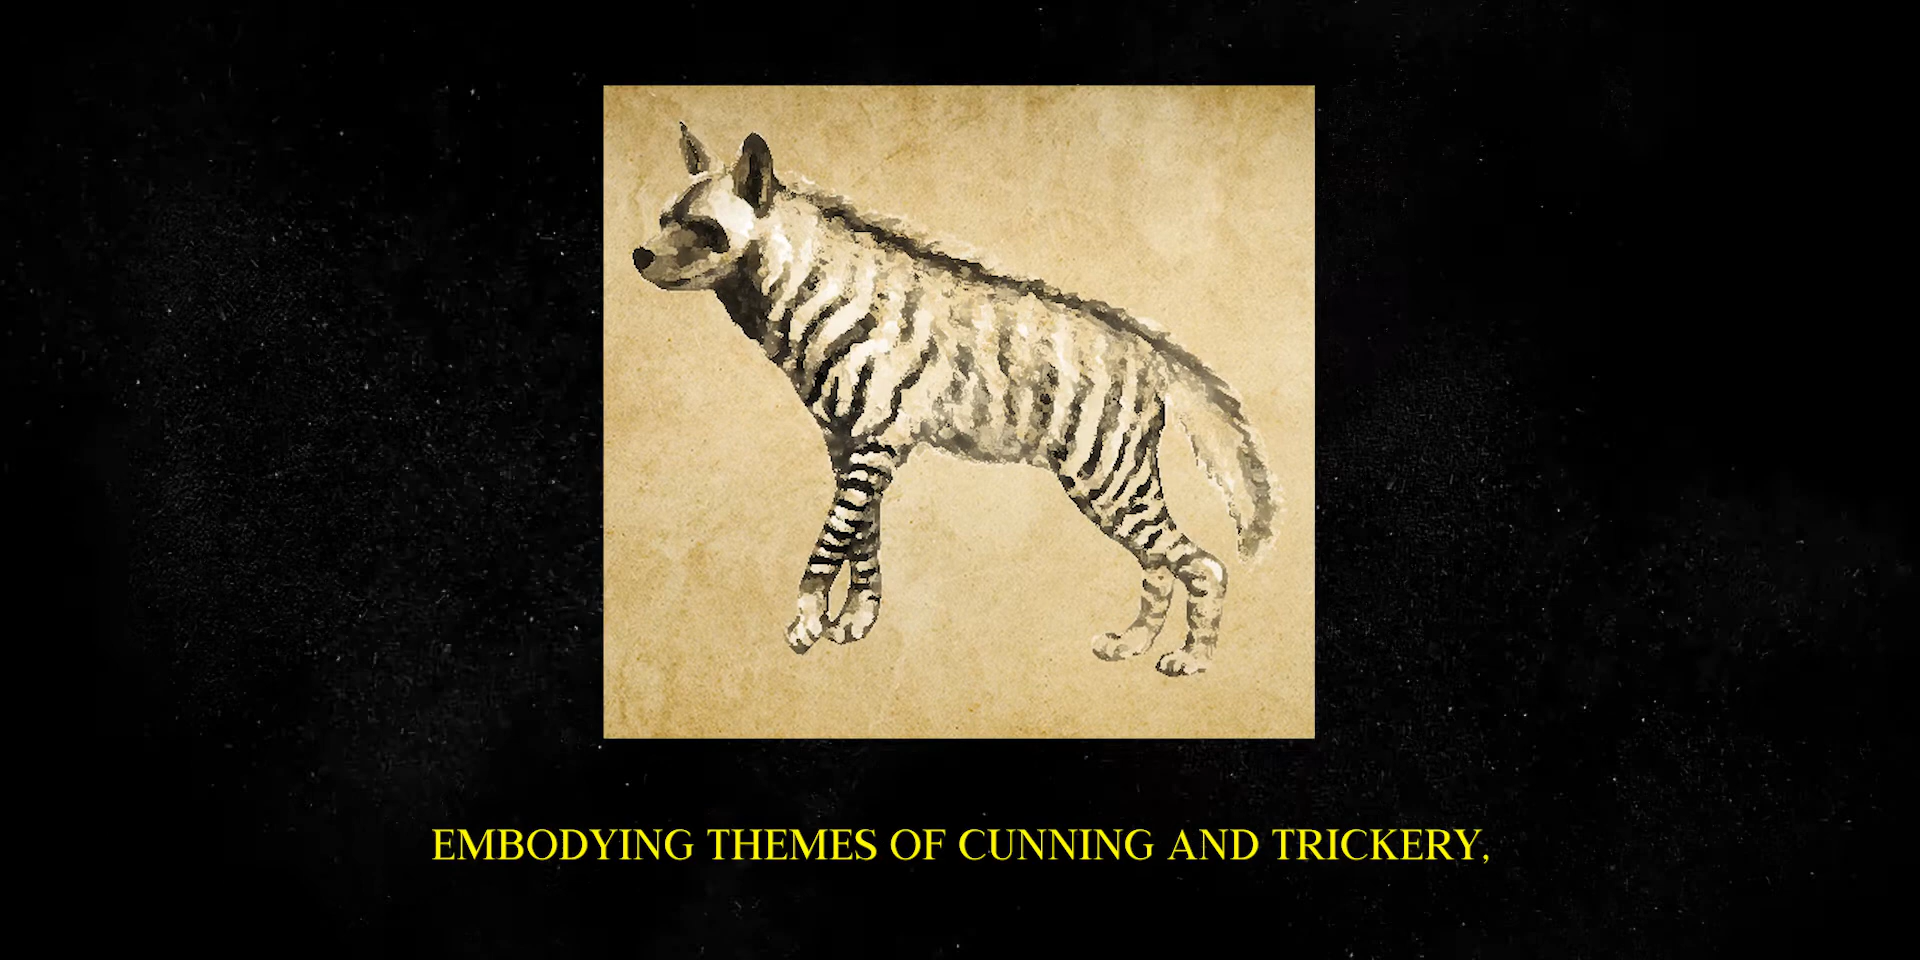 EMBODYING THEMES OF CUNNING AND TRICKERY,